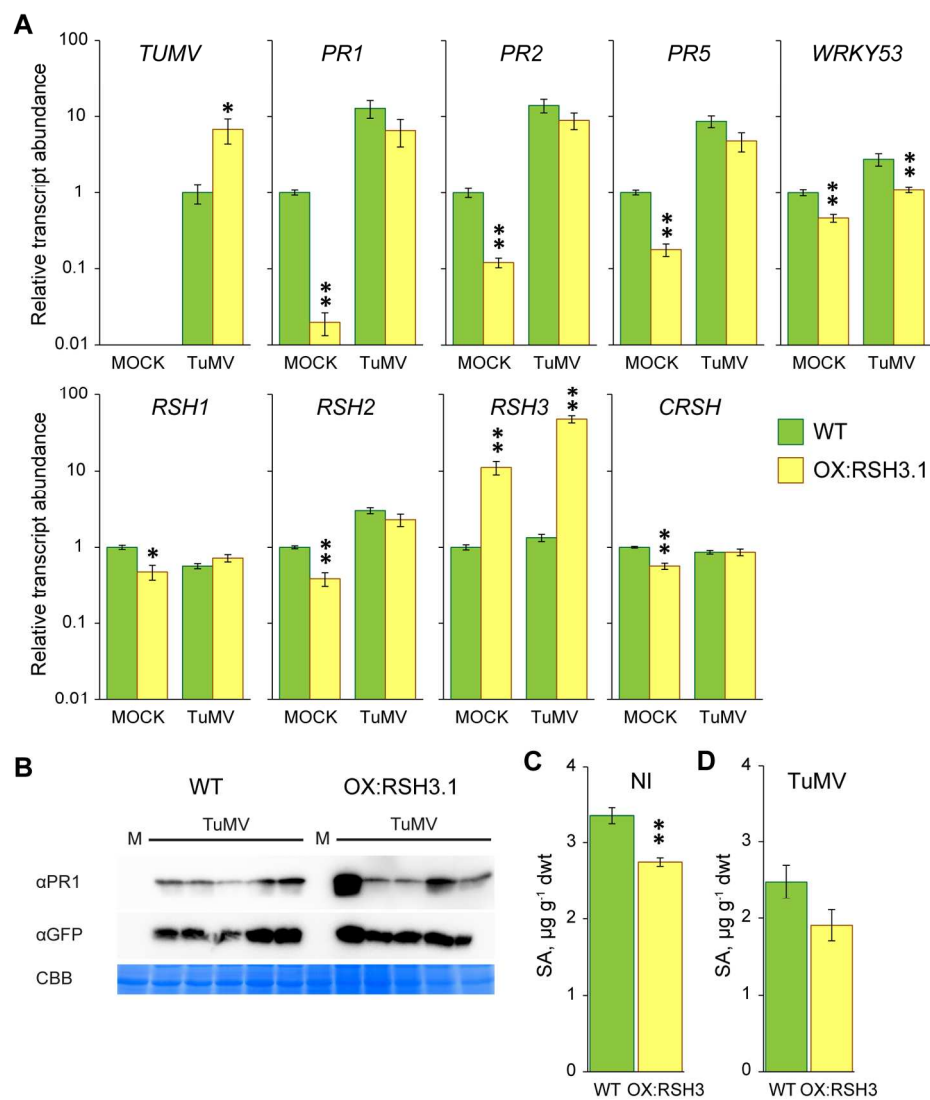 A
Relative transcript abundance
100
10
1
0.1
0.01
TUMV
PR1
PR2
PR5
WRKY53
*
**
**
**
**
**
MOCK TuMV MOCK TuMV MOCK TuMV MOCK TuMV MOCK TuMV
Relative transcript abundance
100
10
1
0.1
0.01
RSH1
RSH2
RSH3
CRSH
*
**
**
**
**
MOCK TuMV MOCK TuMV MOCK TuMV MOCK TuMV
WT
OX:RSH3.1
B
WT OX:RSH3.1
M TuMV M TuMV
αPR1
αGFP
CBB
C
SA, µg g-1 dwt
4
3
2
1
0
NI
**
WT OX:RSH3
D
SA, µg g-1 dwt
4
3
2
1
0
TuMV
WT OX:RSH3